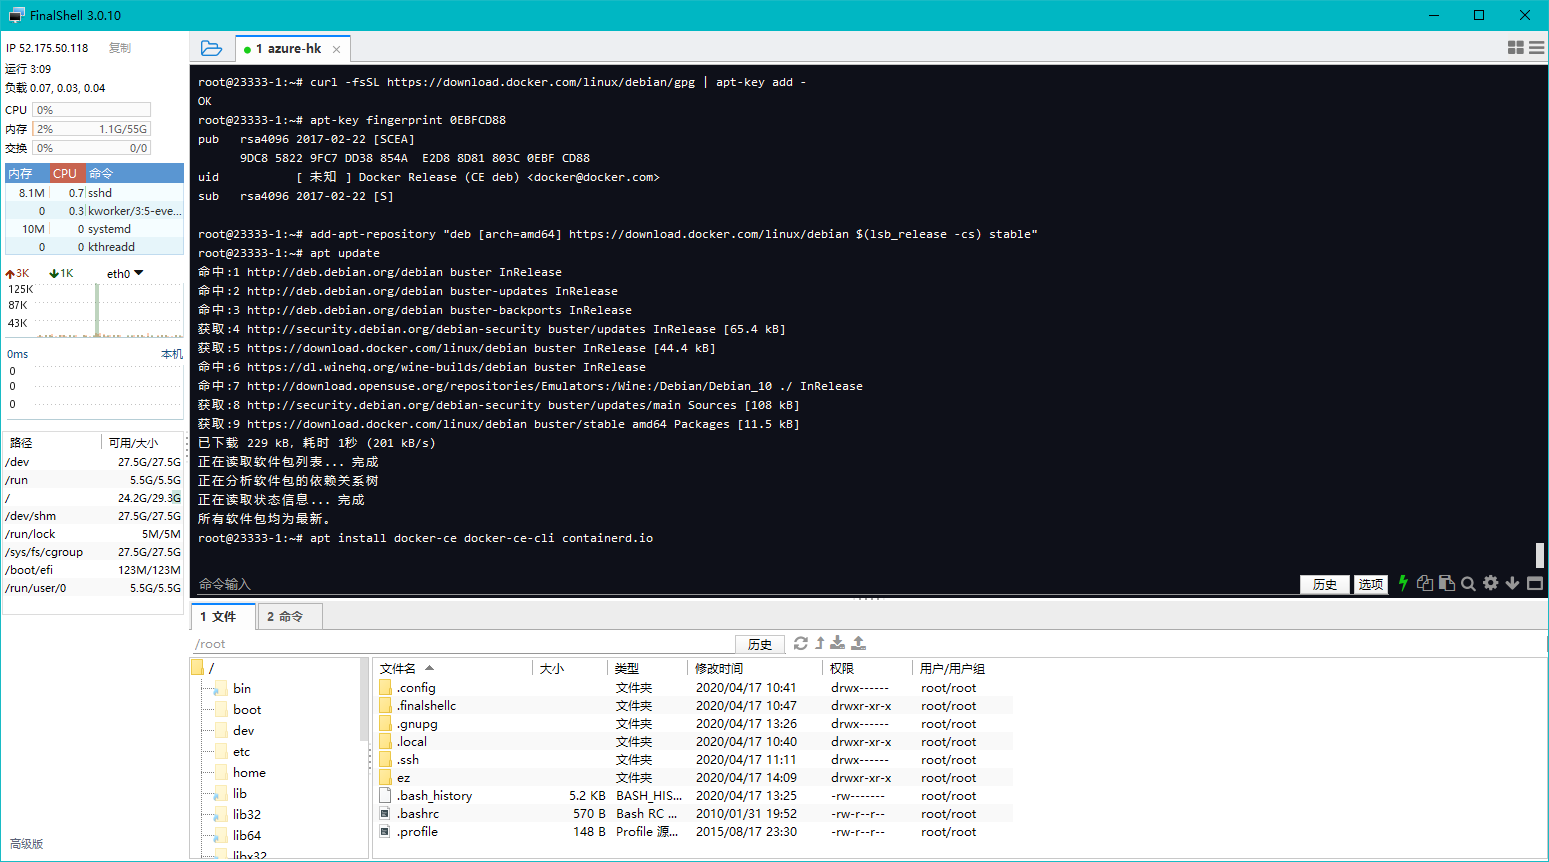 FinalShell 3.0.10
IP 52.175.50.118 复制
运行 3:09
负载 0.07, 0.03, 0.04
CPU 0%
内存 2% 1.1G/55G
交换 0% 0/0
内存 CPU 命令
8.1M 0.7 sshd
0 0.3 kworker/3:5-eve...
10M 0 systemd
0 0 kthreadd
3K 1K eth0
125K
87K
43K
0ms 本机
0
0
0
路径 可用/大小
/dev 27.5G/27.5G
/run 5.5G/5.5G
/ 24.2G/29.3G
/dev/shm 27.5G/27.5G
/run/lock 5M/5M
/sys/fs/cgroup 27.5G/27.5G
/boot/efi 123M/123M
/run/user/0 5.5G/5.5G
高级版
1 azure-hk
root@23333-1:~# curl -fsSL https://download.docker.com/linux/debian/gpg | apt-key add -
OK
root@23333-1:~# apt-key fingerprint 0EBFCD88
pub rsa4096 2017-02-22 [SCEA]
9DC8 5822 9FC7 DD38 854A E2D8 8D81 803C 0EBF CD88
uid [ 未知 ] Docker Release (CE deb) <docker@docker.com>
sub rsa4096 2017-02-22 [S]
root@23333-1:~# add-apt-repository "deb [arch=amd64] https://download.docker.com/linux/debian $(lsb_release -cs) stable"
root@23333-1:~# apt update
命中:1 http://deb.debian.org/debian buster InRelease
命中:2 http://deb.debian.org/debian buster-updates InRelease
命中:3 http://deb.debian.org/debian buster-backports InRelease
获取:4 http://security.debian.org/debian-security buster/updates InRelease [65.4 kB]
获取:5 https://download.docker.com/linux/debian buster InRelease [44.4 kB]
命中:6 https://dl.winehq.org/wine-builds/debian buster InRelease
命中:7 http://download.opensuse.org/repositories/Emulators:/Wine:/Debian/Debian_10 ./ InRelease
获取:8 http://security.debian.org/debian-security buster/updates/main Sources [108 kB]
获取:9 https://download.docker.com/linux/debian buster/stable amd64 Packages [11.5 kB]
已下载 229 kB, 耗时 1秒 (201 kB/s)
正在读取软件包列表... 完成
正在分析软件包的依赖关系树
正在读取状态信息... 完成
所有软件包均为最新。
root@23333-1:~# apt install docker-ce docker-ce-cli containerd.io
命令输入 历史 选项
1 文件 2 命令
/root 历史
/
bin
boot
dev
etc
home
lib
lib32
lib64
libx32
文件名 大小 类型 修改时间 权限 用户/用户组
.config 文件夹 2020/04/17 10:41 drwx------ root/root
.finalshellc 文件夹 2020/04/17 10:47 drwxr-xr-x root/root
.gnupg 文件夹 2020/04/17 13:26 drwx------ root/root
.local 文件夹 2020/04/17 10:40 drwxr-xr-x root/root
.ssh 文件夹 2020/04/17 11:11 drwx------ root/root
ez 文件夹 2020/04/17 14:09 drwxr-xr-x root/root
.bash_history 5.2 KB BASH_HIS... 2020/04/17 13:25 -rw------- root/root
.bashrc 570 B Bash RC ... 2010/01/31 19:52 -rw-r--r-- root/root
.profile 148 B Profile 源... 2015/08/17 23:30 -rw-r--r-- root/root